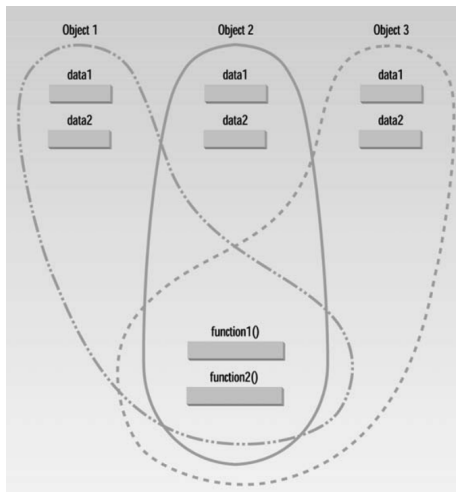 Object 1 Object 2 Object 3
data1 data1 data1
data2 data2 data2
function1()
function2()